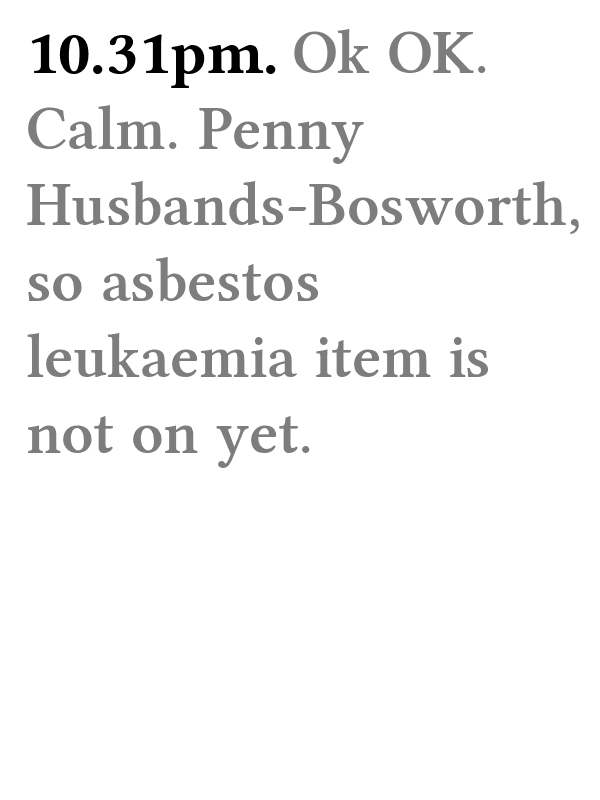 10.31pm. Ok OK.
Calm. Penny
Husbands-Bosworth,
so asbestos
leukaemia item is
not on yet.